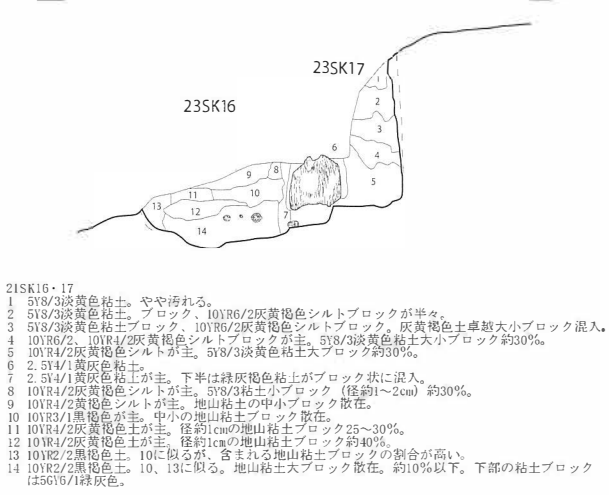 23SK17
23SK16
1
2
3
4
5
6
7
8
9
10
11
12
13
14
21SK16・17
1 5Y8/3淡黄色粘土。やや汚れる。
2 5Y8/3淡黄色粘土。ブロック、10YR6/2灰黄褐色シルトブロックが半々。
3 5Y8/3淡黄色粘土ブロック、10YR6/2灰黄褐色シルトブロック。灰黄褐色土卓越大小ブロック混入。
4 10YR6/2、10YR4/2灰黄褐色シルトブロックが主。5Y8/3淡黄色粘土大小ブロック約30%。
5 10YR4/2灰黄褐色シルトが主。5Y8/3淡黄色粘土大ブロック約30%。
6 2.5Y4/1黄灰色粘土。
7 2.5Y4/1黄灰色粘土が主。下半は緑灰褐色粘土がブロック状に混入。
8 10YR4/2灰黄褐色シルトが主。5Y8/3粘土小ブロック（径約1～2cm）約30%。
9 10YR4/2黄褐色シルトが主。地山粘土の中小ブロック散在。
10 10YR3/1黒褐色が主。中小の地山粘土ブロック散在。
11 10YR4/2灰黄褐色土が主。径約1cmの地山粘土ブロック25～30%。
12 10YR4/2灰黄褐色土が主。径約1cmの地山粘土ブロック約40%。
13 10YR2/2黒褐色土。10に似るが、含まれる地山粘土ブロックの割合が高い。
14 10YR2/2黒褐色土。10、13に似る。地山粘土大ブロック散在。約10%以下。下部の粘土ブロック
は5GY6/1緑灰色。